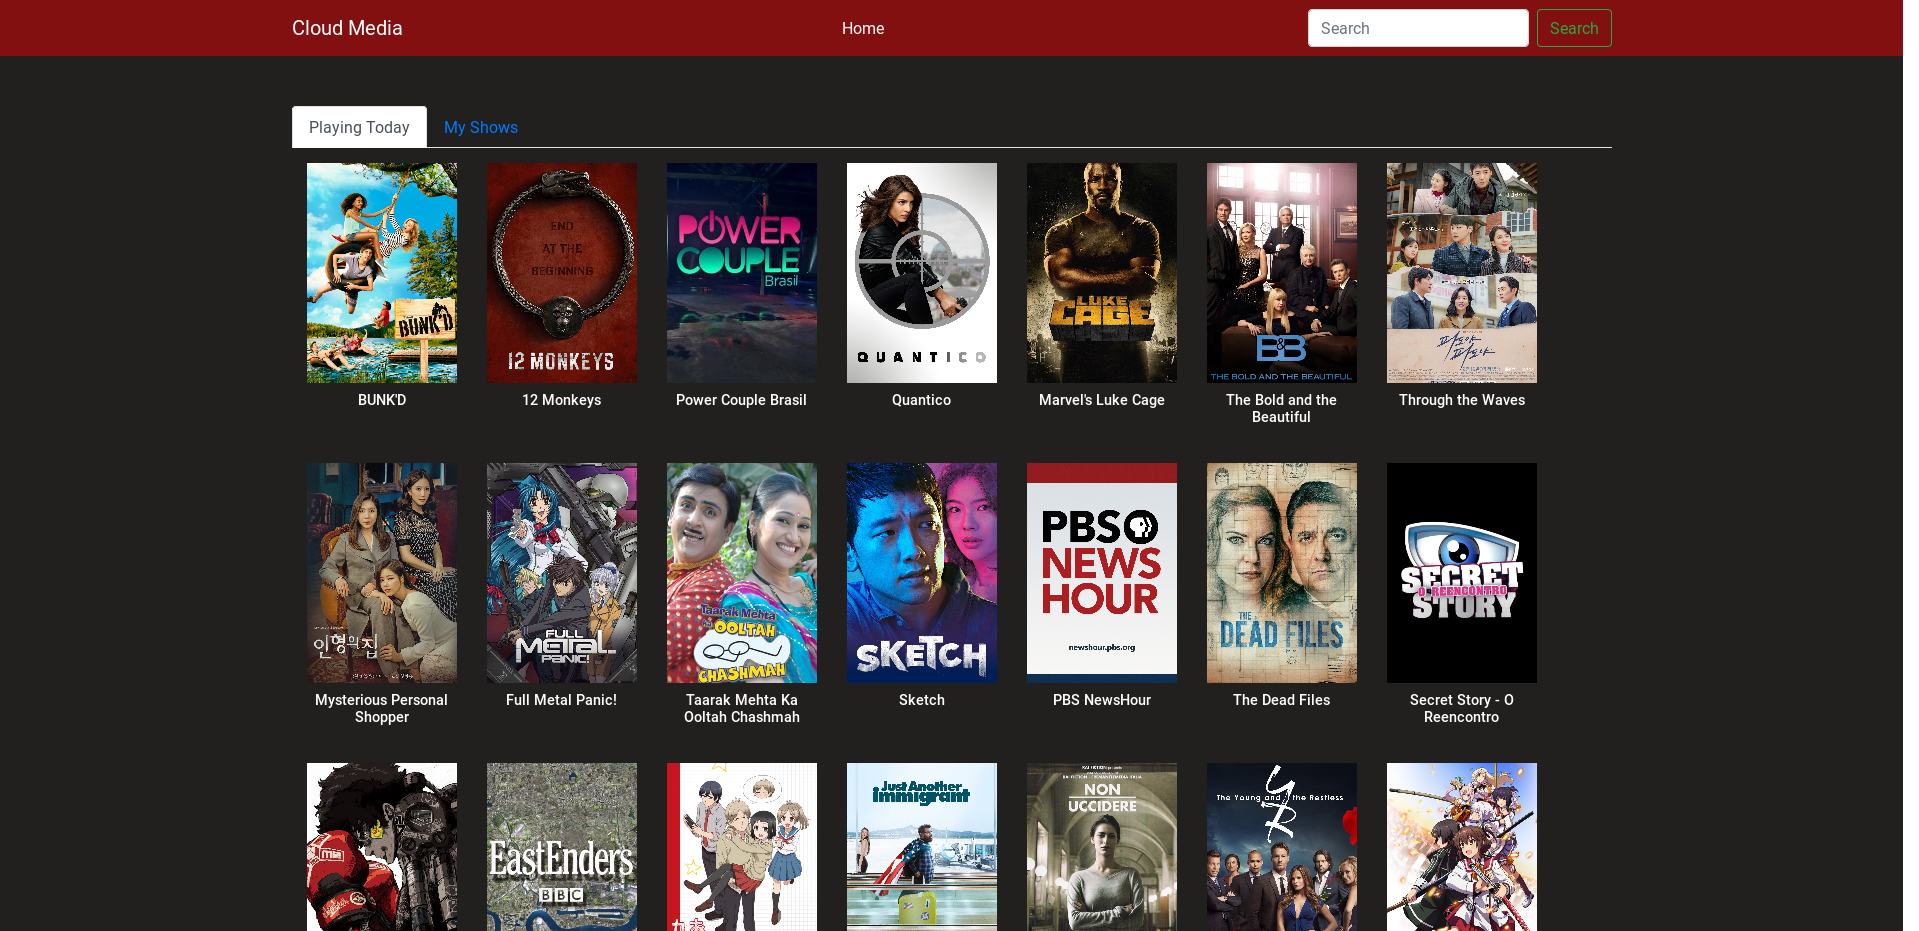 Cloud Media
Home
Search
Search
Playing Today
My Shows
BUNK'D
END
AT THE
BEGINNING
12 MONKEYS
POWER
COUPLE
Brasil
QUANTICO
LUKE
CAGE
B&B
THE BOLD AND THE BEAUTIFUL
파도야
파도야
BUNK'D
12 Monkeys
Power Couple Brasil
Quantico
Marvel's Luke Cage
The Bold and the
Beautiful
Through the Waves
인형의 집
FULL
METAL
PANIC!
Taarak Mehta
OOLTAH
CHASHMAH
SKETCH
PBS
NEWS
HOUR
newshour.pbs.org
THE
DEAD FILES
SECRET
O REENCONTRO
STORY
Mysterious Personal
Shopper
Full Metal Panic!
Taarak Mehta Ka
Ooltah Chashmah
Sketch
PBS NewsHour
The Dead Files
Secret Story - O
Reencontro
EastEnders
BBC
Just Another
Immigrant
NON
UCCIDERE
The Young and the Restless
YR